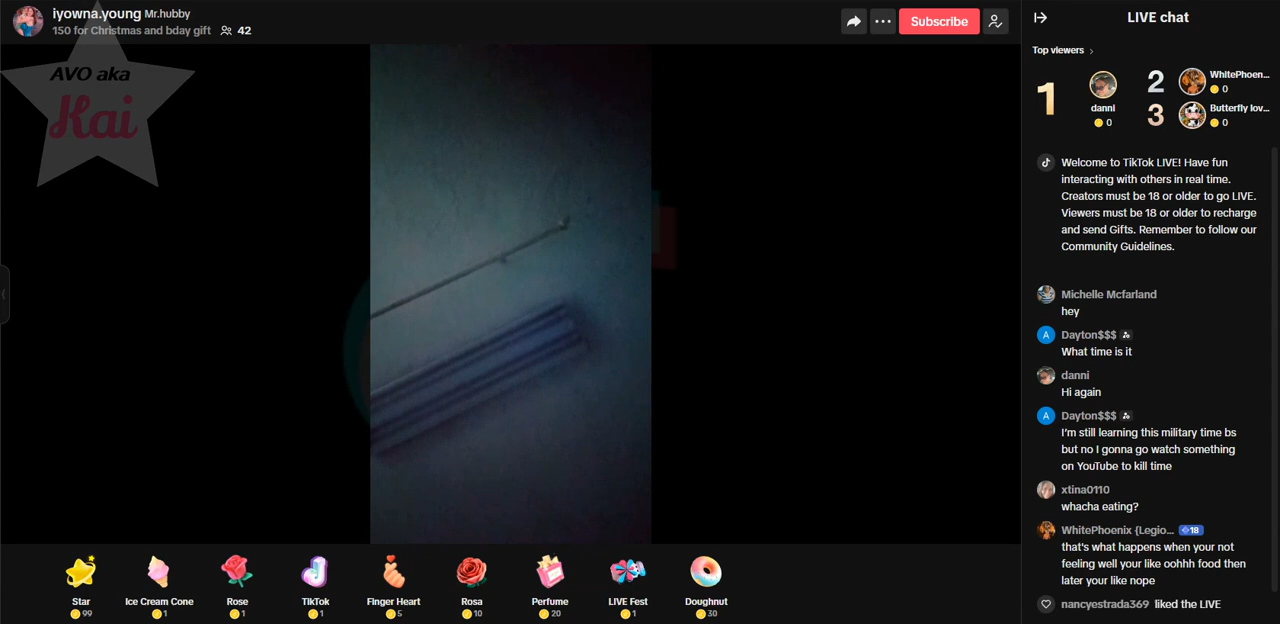 iyowna.young Mr.hubby
150 for Christmas and bday gift 42
Subscribe
AVO aka
Kai
LIVE chat
Top viewers
1
danni
0
2
WhitePhoen...
0
3
Butterfly lov...
0
Welcome to TikTok LIVE! Have fun
interacting with others in real time.
Creators must be 18 or older to go LIVE.
Viewers must be 18 or older to recharge
and send Gifts. Remember to follow our
Community Guidelines.
Michelle Mcfarland
hey
A Dayton$$$
What time is it
danni
Hi again
A Dayton$$$
I'm still learning this military time bs
but no I gonna go watch something
on YouTube to kill time
xtina0110
whacha eating?
WhitePhoenix {Legio... 18
that's what happens when your not
feeling well your like oohhh food then
later your like nope
nancyestrada369 liked the LIVE
Star
99
Ice Cream Cone
1
Rose
1
TikTok
1
Finger Heart
5
Rosa
10
Perfume
20
LIVE Fest
1
Doughnut
30